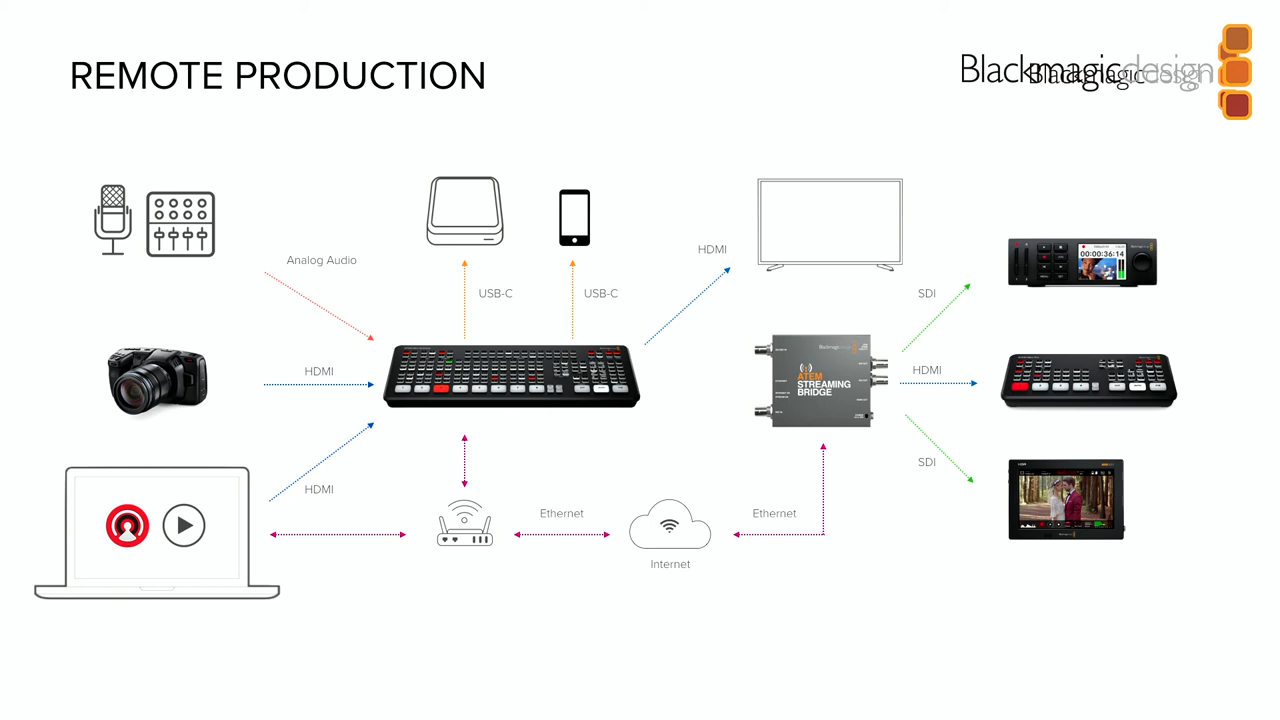 REMOTE PRODUCTION
Blackmagicdesign
Blackmagicdesign
Analog Audio
USB-C
USB-C
HDMI
SDI
00:00:36:14
HDMI
HDMI
ATEM
STREAMING
BRIDGE
HDMI
SDI
Ethernet
Ethernet
Internet